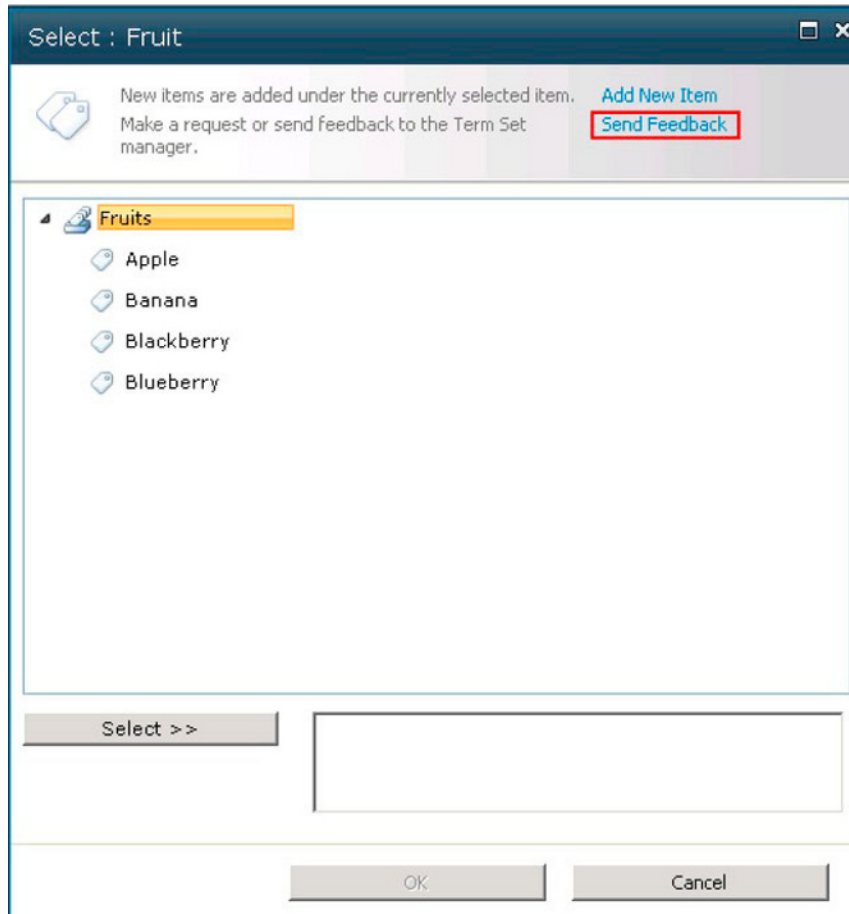 Select : Fruit
New items are added under the currently selected item. Add New Item
Make a request or send feedback to the Term Set Send Feedback
manager.
Fruits
Apple
Banana
Blackberry
Blueberry
Select >>
OK Cancel